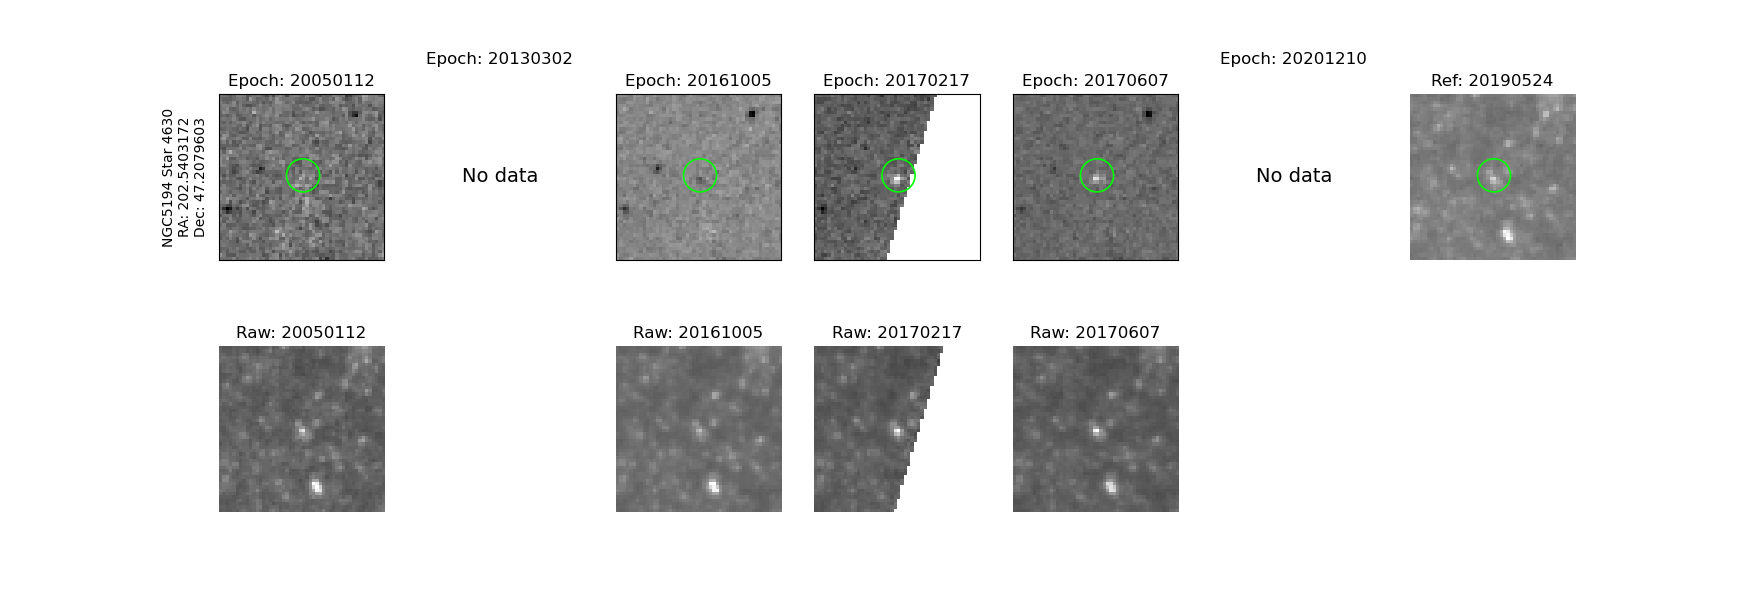 Epoch: 20050112
Epoch: 20130302
Epoch: 20161005
Epoch: 20170217
Epoch: 20170607
Epoch: 20201210
Ref: 20190524
NGC5194 Star 4630
RA: 202.5403172
Dec: 47.2079603
No data
No data
Raw: 20050112
Raw: 20161005
Raw: 20170217
Raw: 20170607